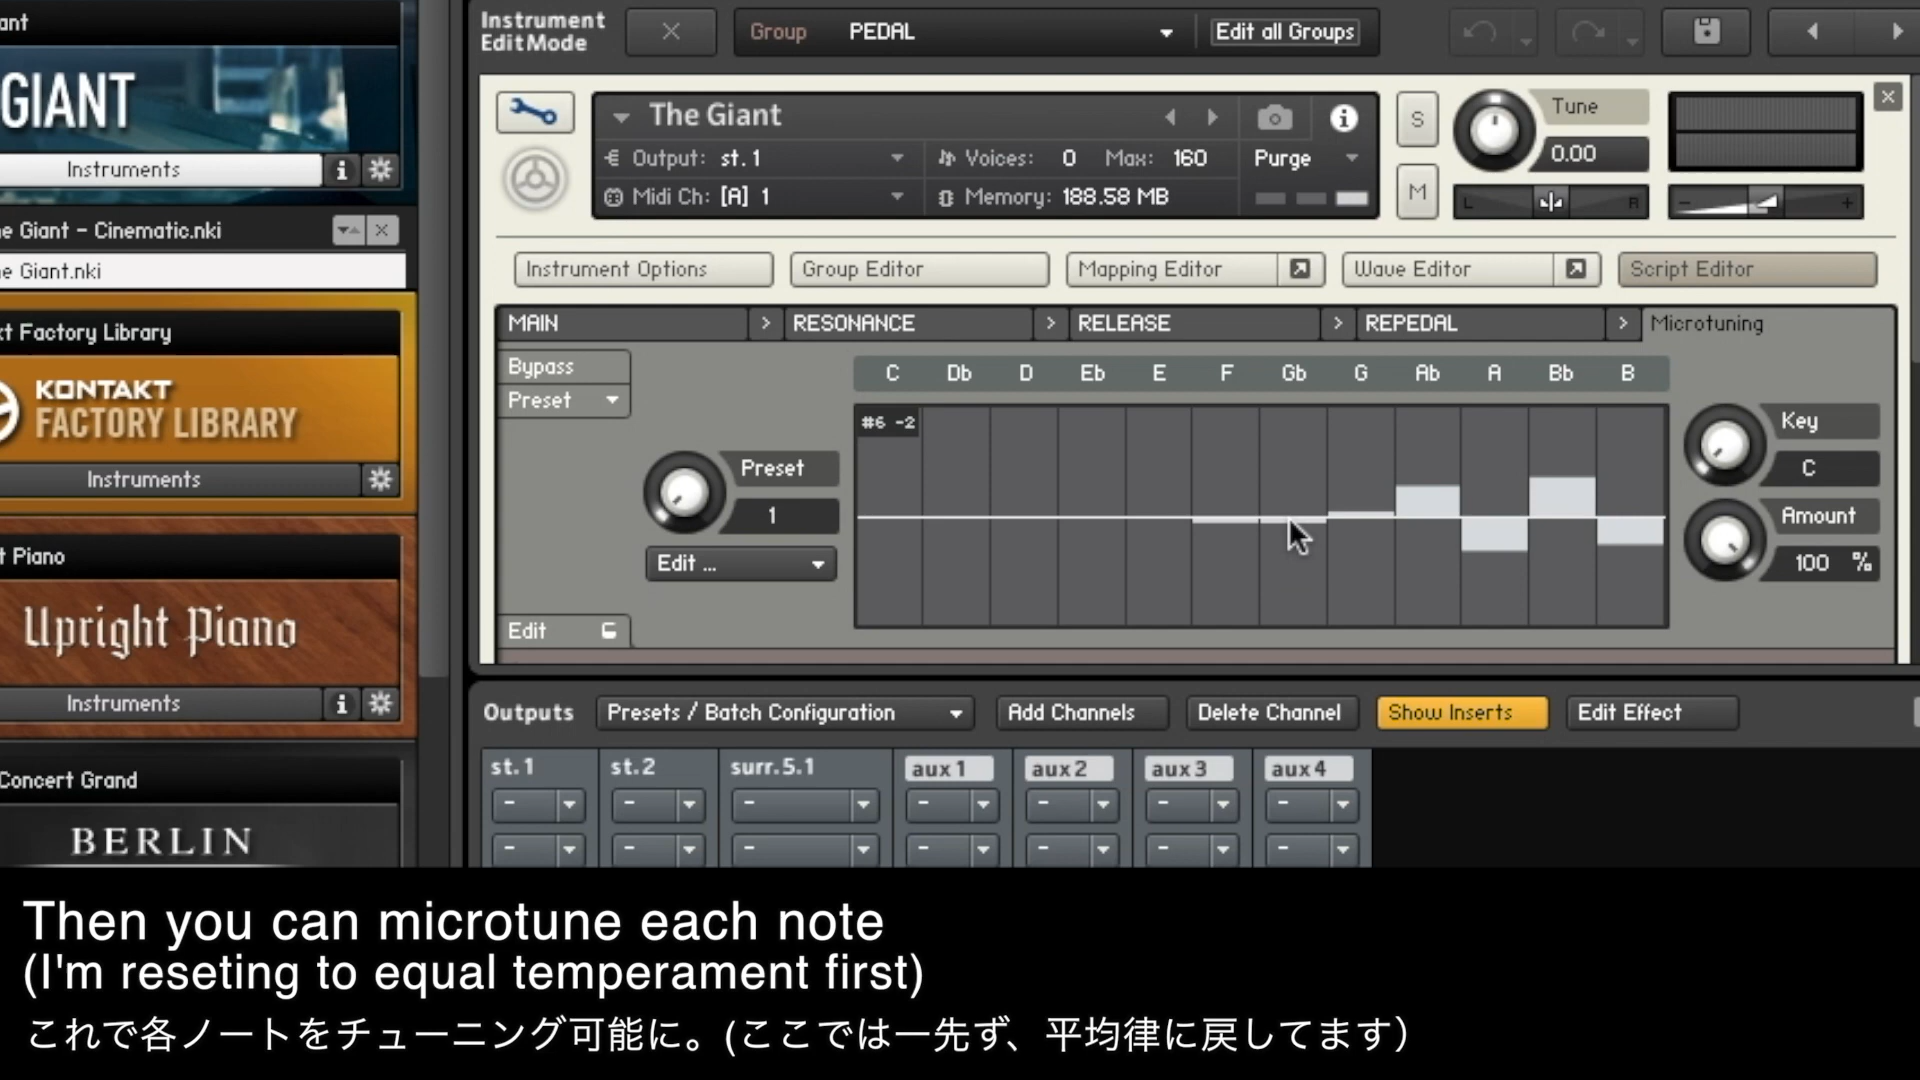 ant
GIANT
Instruments
e Giant – Cinematic.nki
e Giant.nki
kt Factory Library
KONTAKT
FACTORY LIBRARY
Instruments
t Piano
Upright Piano
Instruments
Concert Grand
BERLIN
Instrument
Edit Mode
Group PEDAL
Edit all Groups
The Giant
Output: st. 1
Voices: 0 Max: 160
Purge
Midi Ch: [A] 1
Memory: 188.58 MB
S
M
Tune
0.00
L R
- +
Instrument Options
Group Editor
Mapping Editor
Wave Editor
Script Editor
MAIN > RESONANCE > RELEASE > REPEDAL > Microtuning
Bypass
Preset
C Db D Eb E F Gb G Ab A Bb B
#6 -2
Preset
1
Edit ...
Edit
Key
C
Amount
100 %
Outputs
Presets / Batch Configuration
Add Channels
Delete Channel
Show Inserts
Edit Effect
st. 1 st. 2 surr. 5.1 aux 1 aux 2 aux 3 aux 4
- - - - - - -
- - - - - - -
Then you can microtune each note
(I'm reseting to equal temperament first)
これで各ノートをチューニング可能に。(ここでは一先ず、平均律に戻してます)